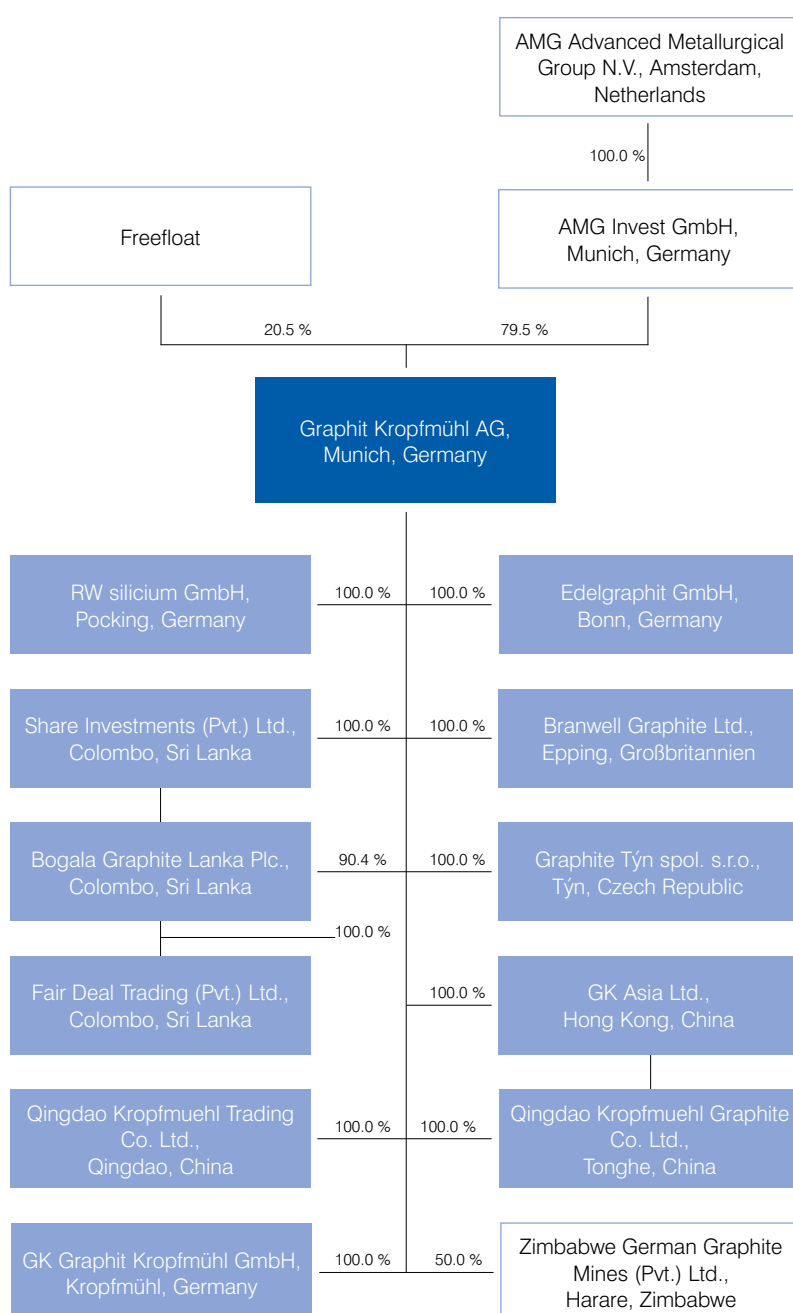 AMG Advanced Metallurgical
Group N.V., Amsterdam,
Netherlands
100.0 %
Freefloat
AMG Invest GmbH,
Munich, Germany
20.5 %
79.5 %
Graphit Kropfmühl AG,
Munich, Germany
RW silicium GmbH,
Pocking, Germany
100.0 %
100.0 %
Edelgraphit GmbH,
Bonn, Germany
Share Investments (Pvt.) Ltd.,
Colombo, Sri Lanka
100.0 %
100.0 %
Branwell Graphite Ltd.,
Epping, Großbritannien
Bogala Graphite Lanka Plc.,
Colombo, Sri Lanka
90.4 %
100.0 %
Graphite Týn spol. s.r.o.,
Týn, Czech Republic
100.0 %
Fair Deal Trading (Pvt.) Ltd.,
Colombo, Sri Lanka
100.0 %
GK Asia Ltd.,
Hong Kong, China
Qingdao Kropfmuehl Trading
Co. Ltd.,
Qingdao, China
100.0 %
100.0 %
Qingdao Kropfmuehl Graphite
Co. Ltd.,
Tonghe, China
GK Graphit Kropfmühl GmbH,
Kropfmühl, Germany
100.0 %
50.0 %
Zimbabwe German Graphite
Mines (Pvt.) Ltd.,
Harare, Zimbabwe